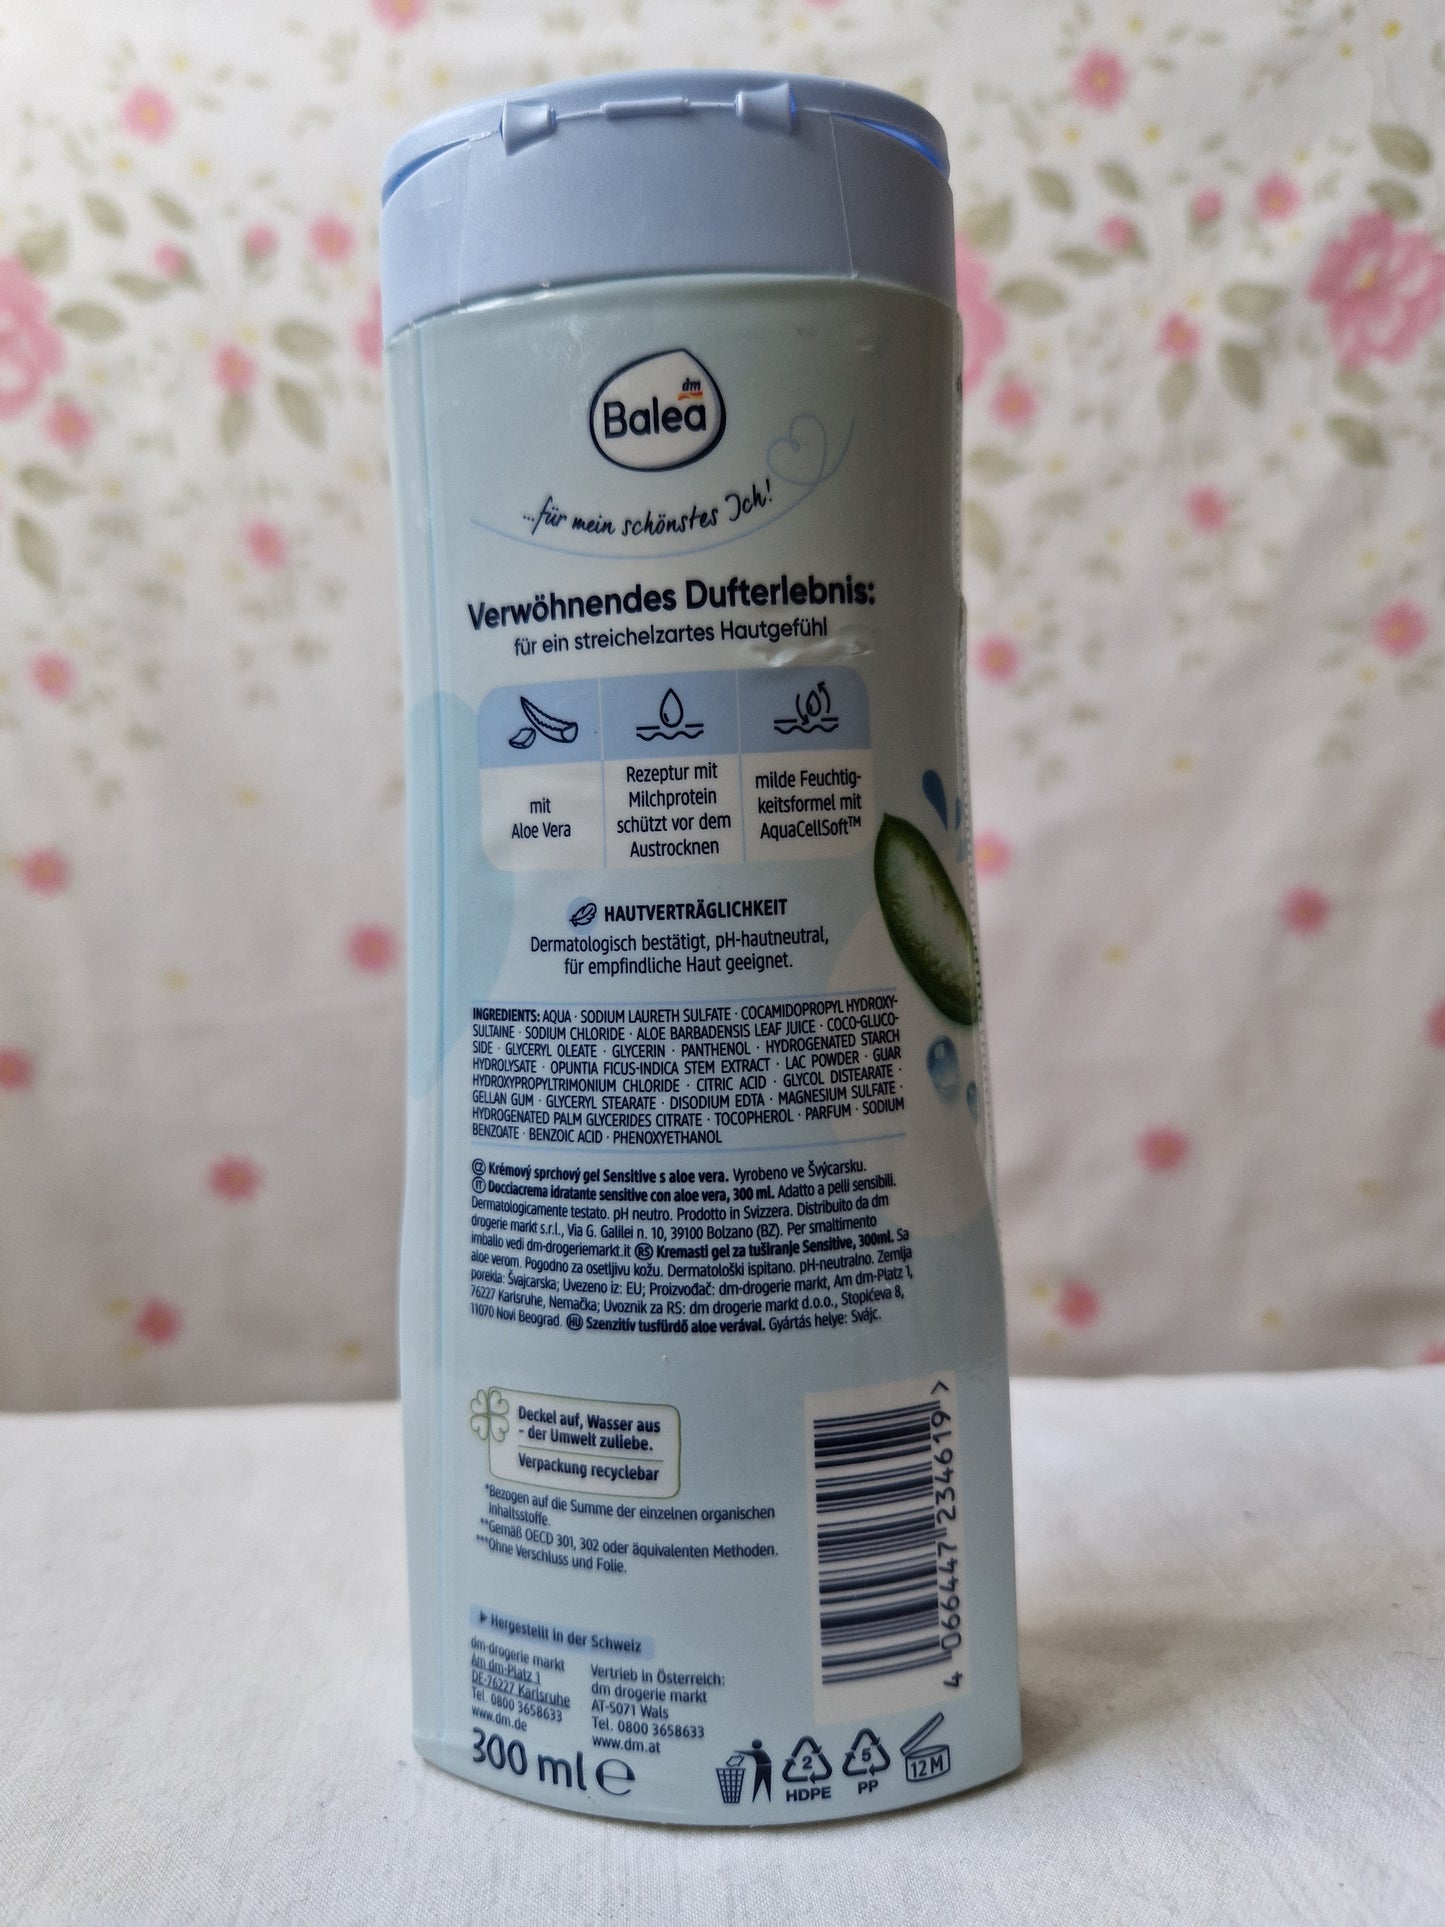 dm
Balea
...für mein schönstes Ich!
Verwöhnendes Dufterlebnis:
für ein streichelzartes Hautgefühl
mit
Aloe Vera
Rezeptur mit
Milchprotein
schützt vor dem
Austrocknen
milde Feuchtig-
keitsformel mit
AquaCellSoft™
HAUTVERTRÄGLICHKEIT
Dermatologisch bestätigt, pH-hautneutral,
für empfindliche Haut geeignet.
INGREDIENTS: AQUA · SODIUM LAURETH SULFATE · COCAMIDOPROPYL HYDROXY-
SULTAINE · SODIUM CHLORIDE · ALOE BARBADENSIS LEAF JUICE · COCO-GLUCO-
SIDE · GLYCERYL OLEATE · GLYCERIN · PANTHENOL · HYDROGENATED STARCH
HYDROLYSATE · OPUNTIA FICUS-INDICA STEM EXTRACT · LAC POWDER · GUAR
HYDROXYPROPYLTRIMONIUM CHLORIDE · CITRIC ACID · GLYCOL DISTEARATE ·
GELLAN GUM · GLYCERYL STEARATE · DISODIUM EDTA · MAGNESIUM SULFATE ·
HYDROGENATED PALM GLYCERIDES CITRATE · TOCOPHEROL · PARFUM · SODIUM
BENZOATE · BENZOIC ACID · PHENOXYETHANOL
CZ Krémový sprchový gel Sensitive s aloe vera. Vyrobeno ve Švýcarsku.
IT Docciacrema idratante sensitive con aloe vera, 300 ml. Adatto a pelli sensibili.
Dermatologicamente testato. pH neutro. Prodotto in Svizzera. Distribuito da dm
drogerie markt s.r.l., Via G. Galilei n. 10, 39100 Bolzano (BZ). Per smaltimento
imballo vedi dm-drogeriemarkt.it RS Kremasti gel za tuširanje Sensitive, 300ml. Sa
aloe verom. Pogodno za osetljivu kožu. Dermatološki ispitano. pH-neutralno. Zemlja
porekla: Švajcarska; Uvezeno iz: EU; Proizvođač: dm-drogerie markt, Am dm-Platz 1,
76227 Karlsruhe, Nemačka; Uvoznik za RS: dm drogerie markt d.o.o., Stopićeva 8,
11070 Novi Beograd. HU Szenzitív tusfürdő aloe verával. Gyártás helye: Svájc.
Deckel auf, Wasser aus
- der Umwelt zuliebe.
Verpackung recyclebar
*Bezogen auf die Summe der einzelnen organischen
Inhaltsstoffe.
**Gemäß OECD 301, 302 oder äquivalenten Methoden.
***Ohne Verschluss und Folie.
4 066447 234619 >
Hergestellt in der Schweiz
dm-drogerie markt
Am dm-Platz 1
DE-76227 Karlsruhe
Tel. 0800 3658633
www.dm.de
Vertrieb in Österreich:
dm drogerie markt
AT-5071 Wals
Tel. 0800 3658633
www.dm.at
300 ml ℮
2
HDPE
5
PP
12M